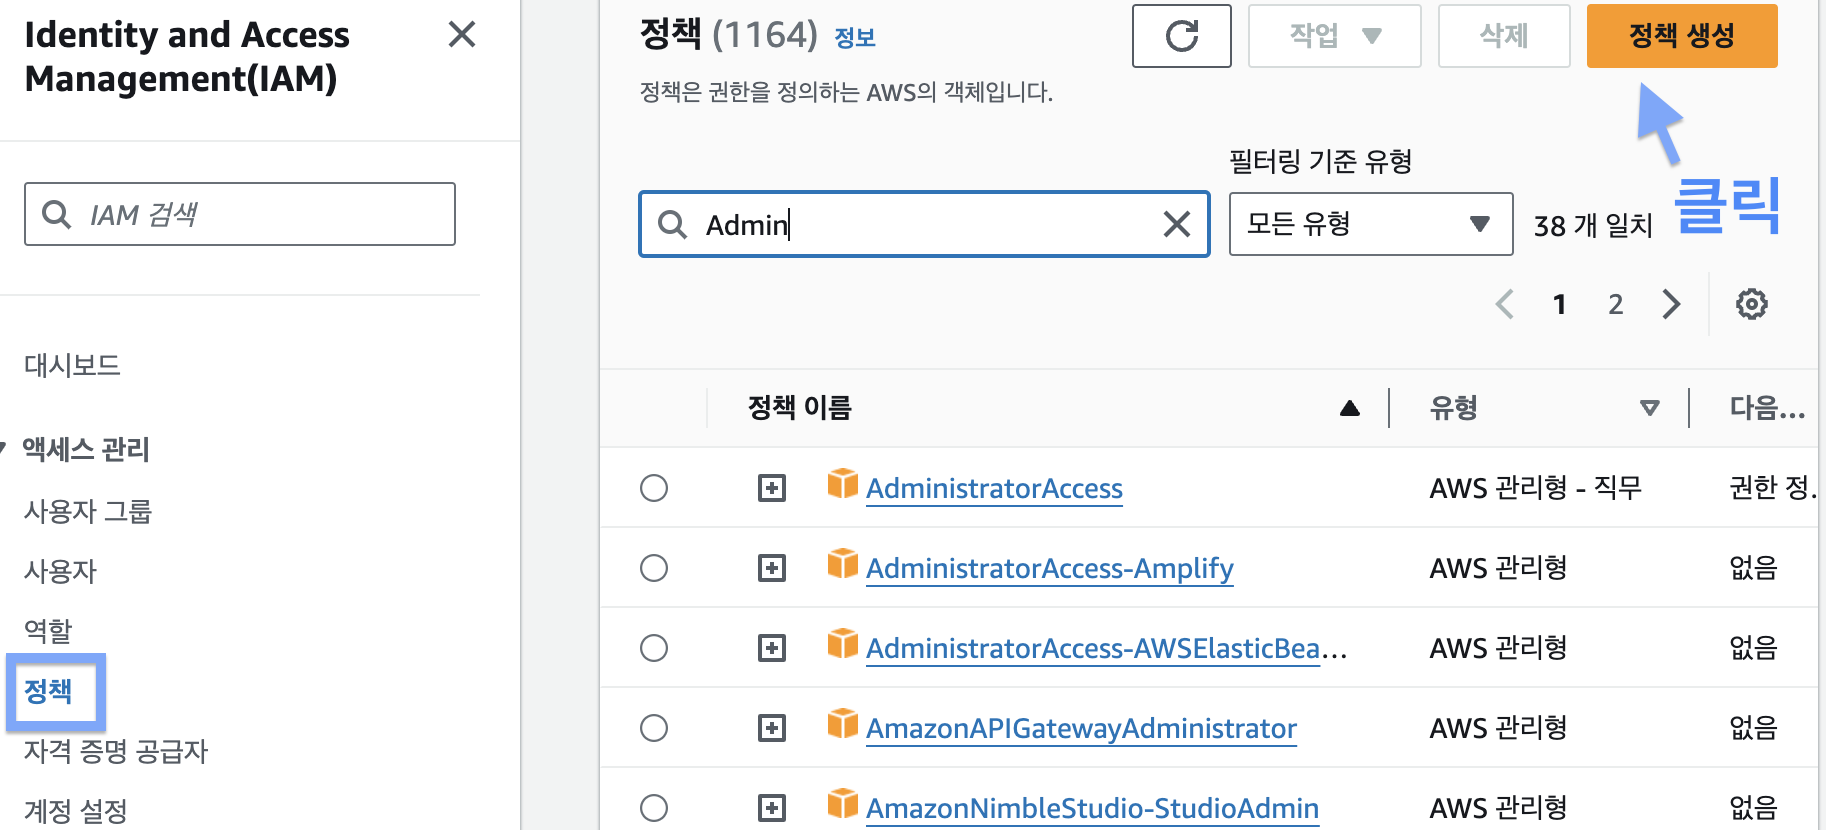 Identity and Access
Management(IAM)
IAM 검색
대시보드
액세스 관리
사용자 그룹
사용자
역할
정책
자격 증명 공급자
계정 설정
정책 (1164) 정보
작업
삭제
정책 생성
정책은 권한을 정의하는 AWS의 객체입니다.
클릭
필터링 기준 유형
Admin
모든 유형
38 개 일치
1 2
정책 이름 유형 다음...
AdministratorAccess AWS 관리형 - 직무 권한 정.
AdministratorAccess-Amplify AWS 관리형 없음
AdministratorAccess-AWSElasticBea... AWS 관리형 없음
AmazonAPIGatewayAdministrator AWS 관리형 없음
AmazonNimbleStudio-StudioAdmin AWS 관리형 없음